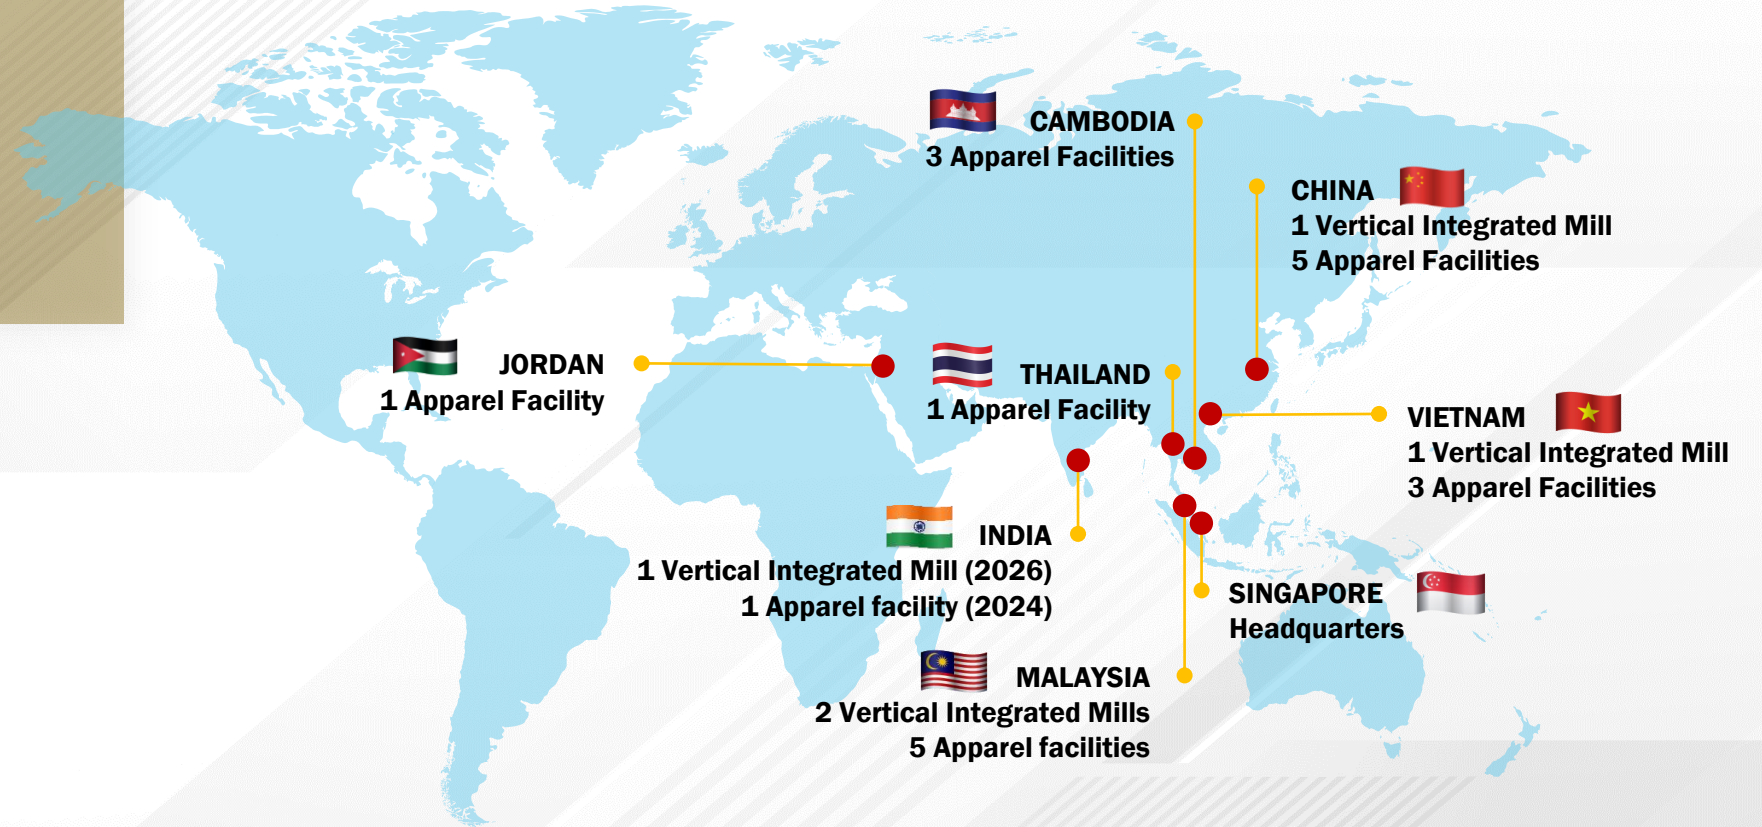 CAMBODIA
3 Apparel Facilities
CHINA
1 Vertical Integrated Mill
5 Apparel Facilities
JORDAN
1 Apparel Facility
THAILAND
1 Apparel Facility
VIETNAM
1 Vertical Integrated Mill
3 Apparel Facilities
INDIA
1 Vertical Integrated Mill (2026)
1 Apparel facility (2024)
SINGAPORE
Headquarters
MALAYSIA
2 Vertical Integrated Mills
5 Apparel facilities